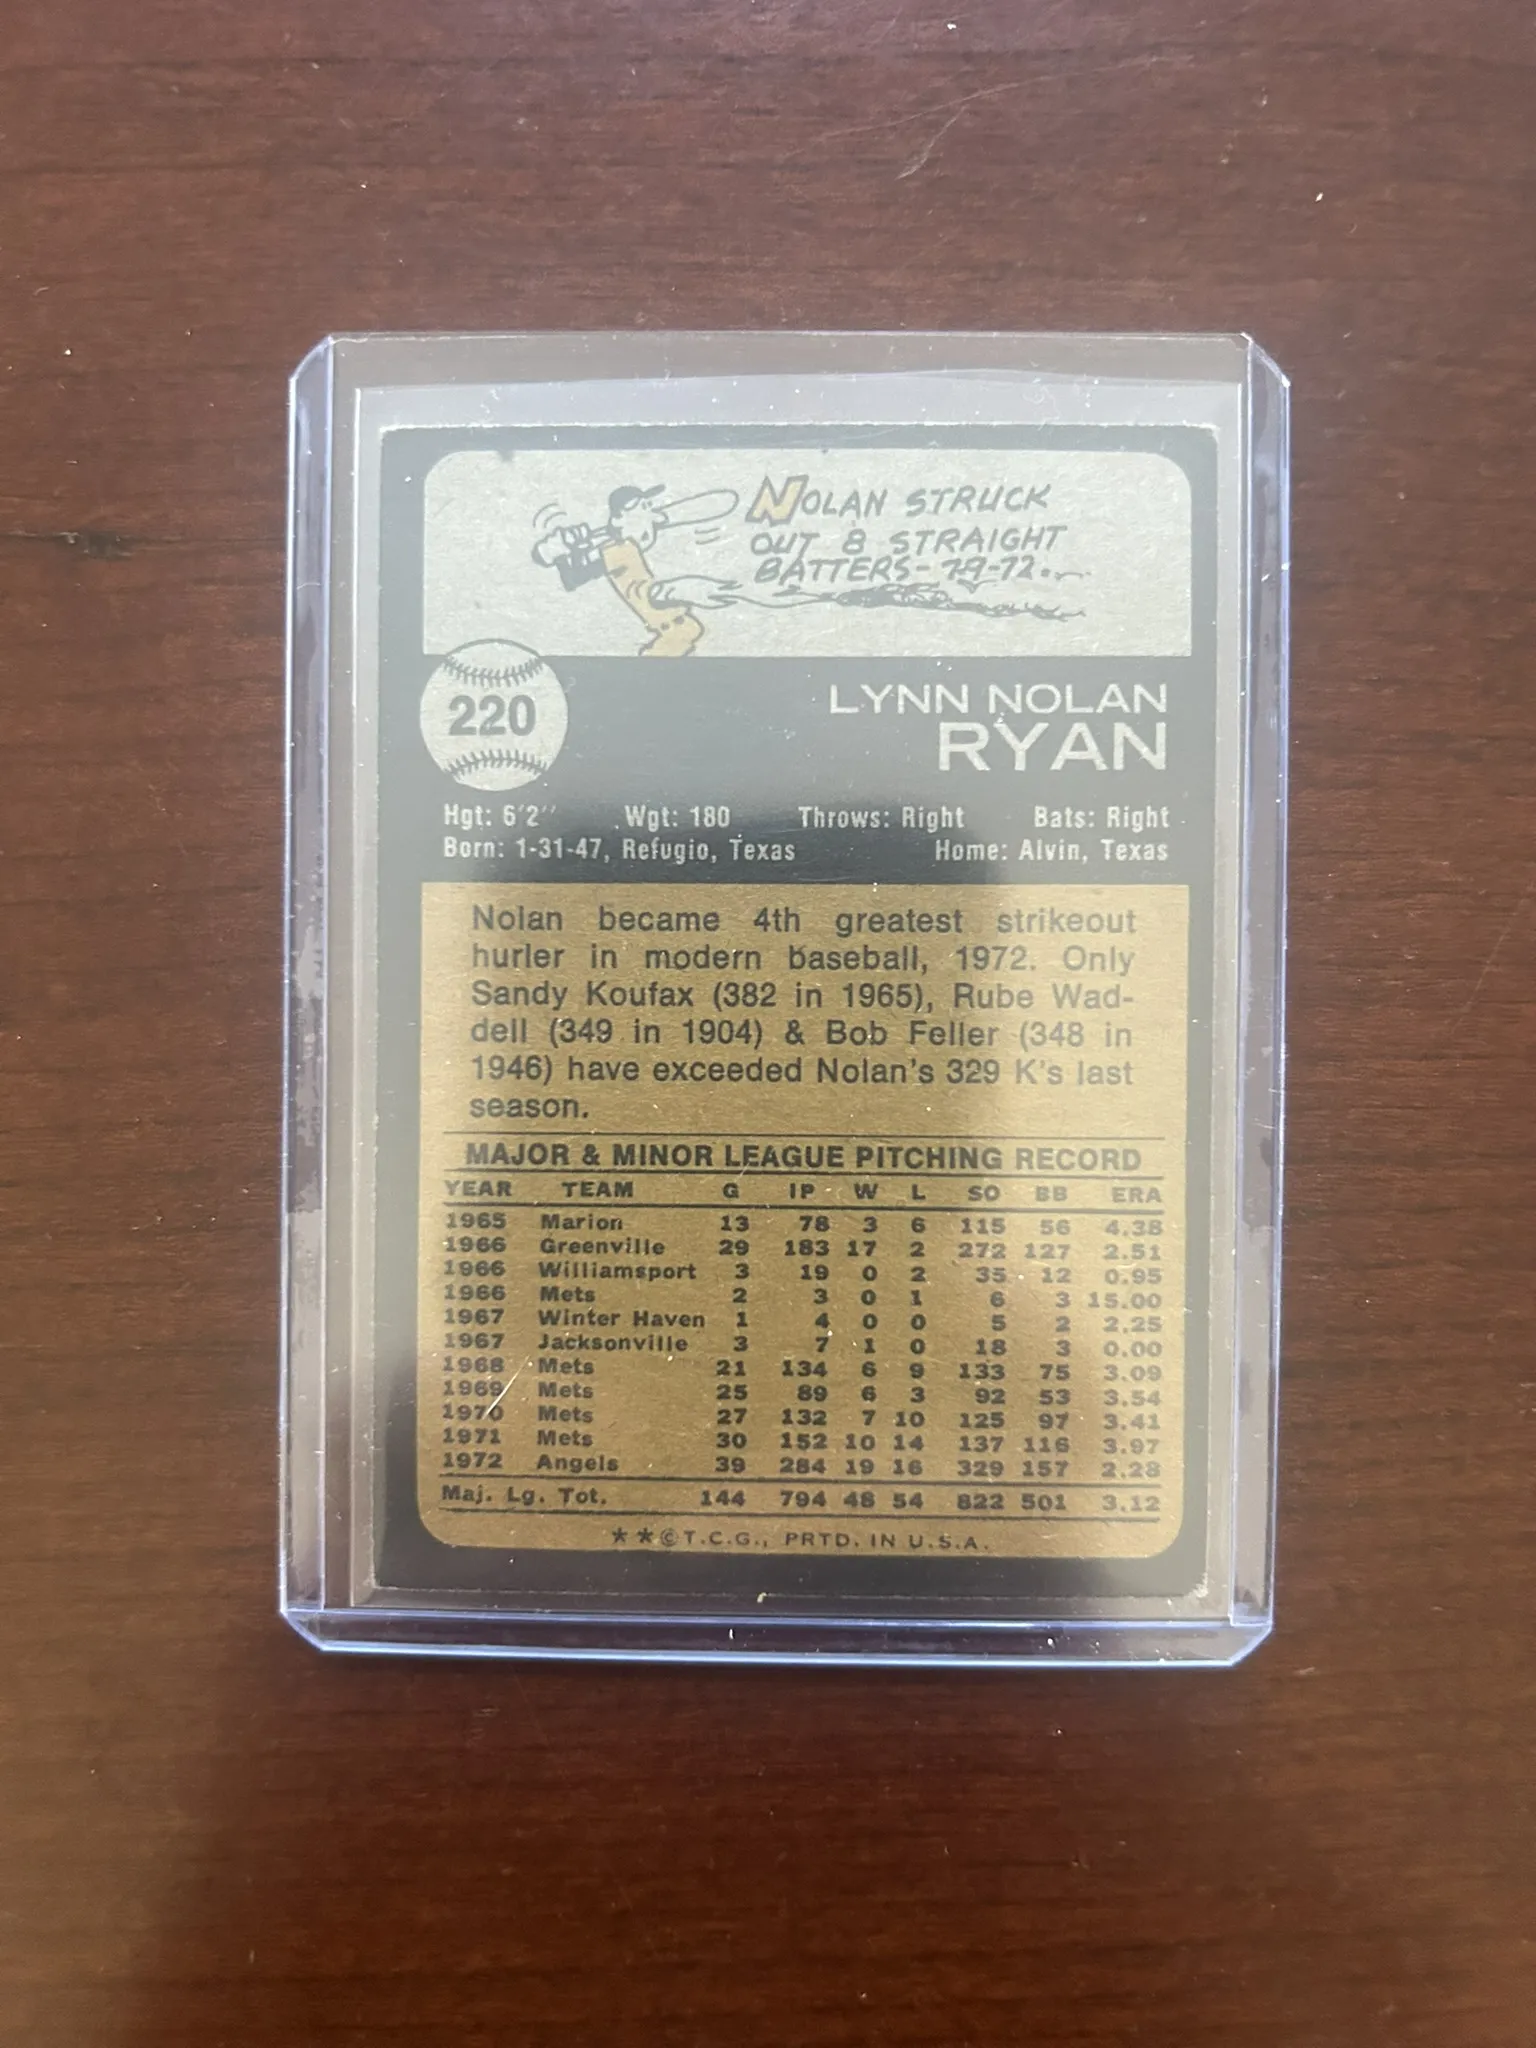 NOLAN STRUCK
OUT 8 STRAIGHT
BATTERS - 7-9-72...
220
LYNN NOLAN
RYAN
Hgt: 6'2" Wgt: 180 Throws: Right Bats: Right
Born: 1-31-47, Refugio, Texas Home: Alvin, Texas
Nolan became 4th greatest strikeout
hurler in modern baseball, 1972. Only
Sandy Koufax (382 in 1965), Rube Wad-
dell (349 in 1904) & Bob Feller (348 in
1946) have exceeded Nolan's 329 K's last
season.
MAJOR & MINOR LEAGUE PITCHING RECORD
YEAR TEAM G IP W L SO BB ERA
1965 Marion 13 78 3 6 115 56 4.38
1966 Greenville 29 183 17 2 272 127 2.51
1966 Williamsport 3 19 0 2 35 12 0.95
1966 Mets 2 3 0 1 6 3 15.00
1967 Winter Haven 1 4 0 0 5 2 2.25
1967 Jacksonville 3 7 1 0 18 3 0.00
1968 Mets 21 134 6 9 133 75 3.09
1969 Mets 25 89 6 3 92 53 3.54
1970 Mets 27 132 7 10 125 97 3.41
1971 Mets 30 152 10 14 137 116 3.97
1972 Angels 39 284 19 16 329 157 2.28
Maj. Lg. Tot. 144 794 48 54 822 501 3.12
**©T.C.G., PRTD. IN U.S.A.